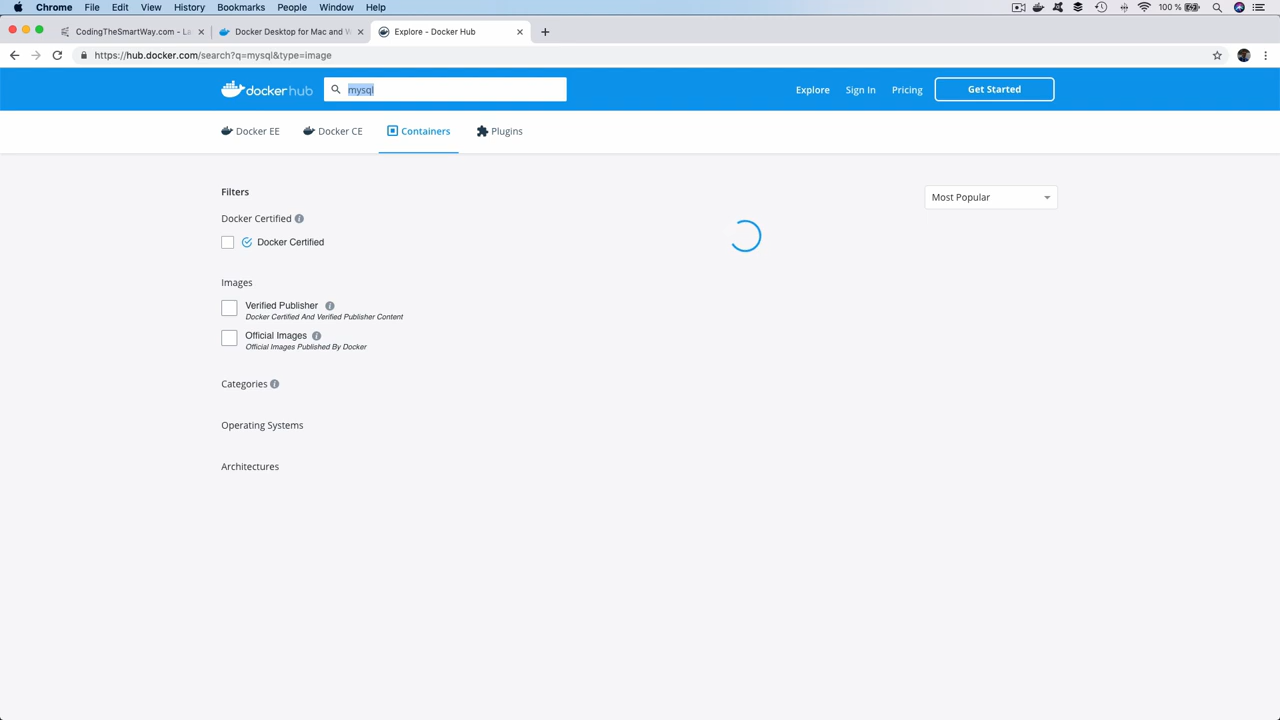 Chrome File Edit View History Bookmarks People Window Help 100 %
CodingTheSmartWay.com - La Docker Desktop for Mac and W Explore - Docker Hub
https://hub.docker.com/search?q=mysql&type=image
dockerhub mysql Explore Sign In Pricing Get Started
Docker EE Docker CE Containers Plugins
Filters
Most Popular
Docker Certified
Docker Certified
Images
Verified Publisher
Docker Certified And Verified Publisher Content
Official Images
Official Images Published By Docker
Categories
Operating Systems
Architectures